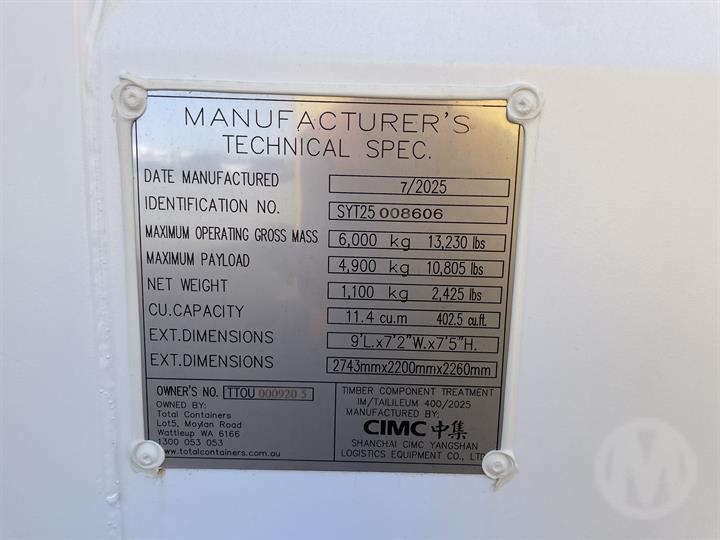 MANUFACTURER'S
TECHNICAL SPEC.
DATE MANUFACTURED 7/2025
IDENTIFICATION NO. SYT25 008606
MAXIMUM OPERATING GROSS MASS 6,000 kg 13,230 lbs
MAXIMUM PAYLOAD 4,900 kg 10,805 lbs
NET WEIGHT 1,100 kg 2,425 lbs
CU.CAPACITY 11.4 cu.m 402.5 cu.ft.
EXT.DIMENSIONS 9'L.x7'2"W.x7'5"H.
EXT.DIMENSIONS 2743mmx2200mmx2260mm
OWNER'S NO. TTOU 000920 5
OWNED BY:
Total Containers
Lot5, Moylan Road
Wattleup WA 6166
1300 053 053
www.totalcontainers.com.au
TIMBER COMPONENT TREATMENT
IM/TAILILEUM 400/2025
MANUFACTURED BY:
CIMC 中集
SHANGHAI CIMC YANGSHAN
LOGISTICS EQUIPMENT CO., LTD
M